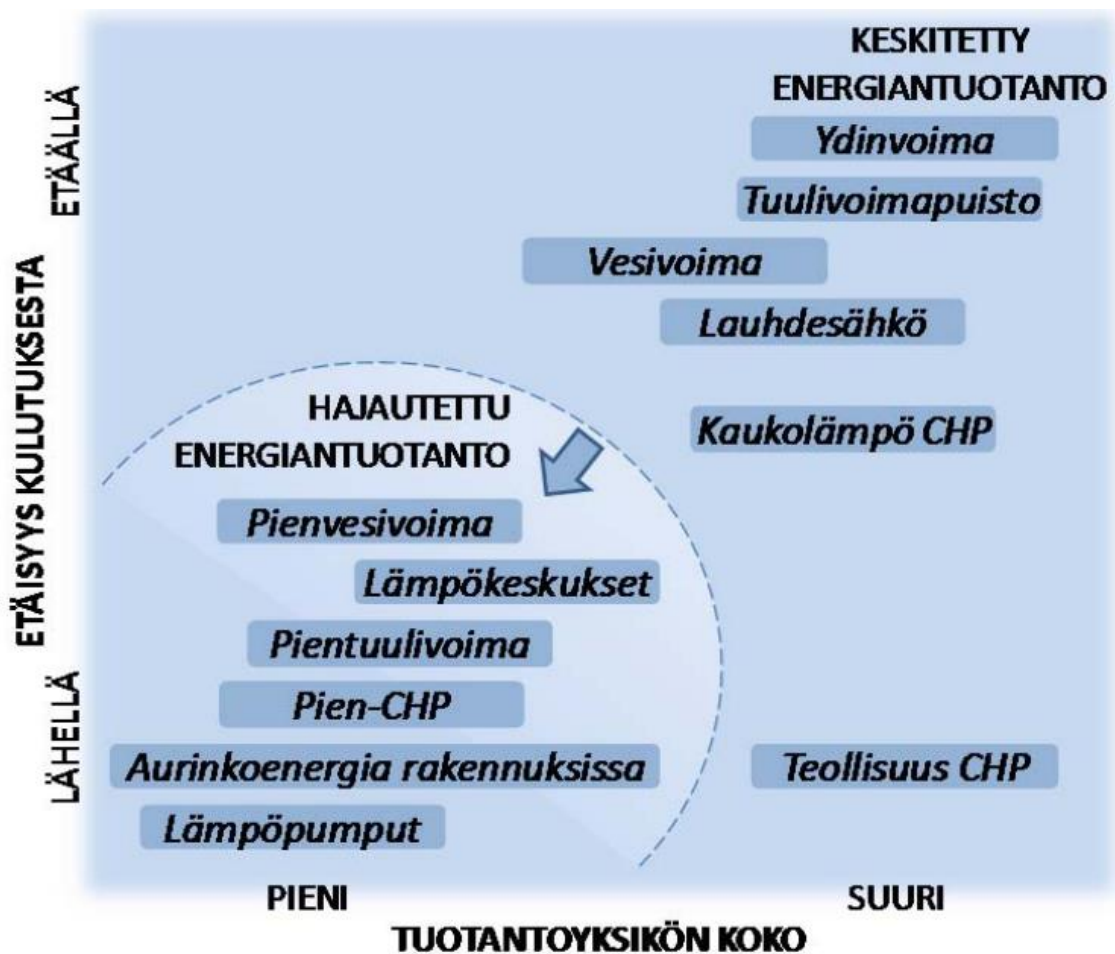 KESKITETTY
ENERGIANTUOTANTO
Ydinvoima
Tuulivoimapuisto
Vesivoima
Lauhdesähkö
Kaukolämpö CHP
HAJAUTETTU
ENERGIANTUOTANTO
Pienvesivoima
Lämpökeskukset
Pientuulivoima
Pien-CHP
Aurinkoenergia rakennuksissa
Teollisuus CHP
Lämpöpumput
ETÄÄLLÄ
ETÄISYYS KULUTUKSESTA
LÄHELLÄ
PIENI
SUURI
TUOTANTOYKSIKÖN KOKO